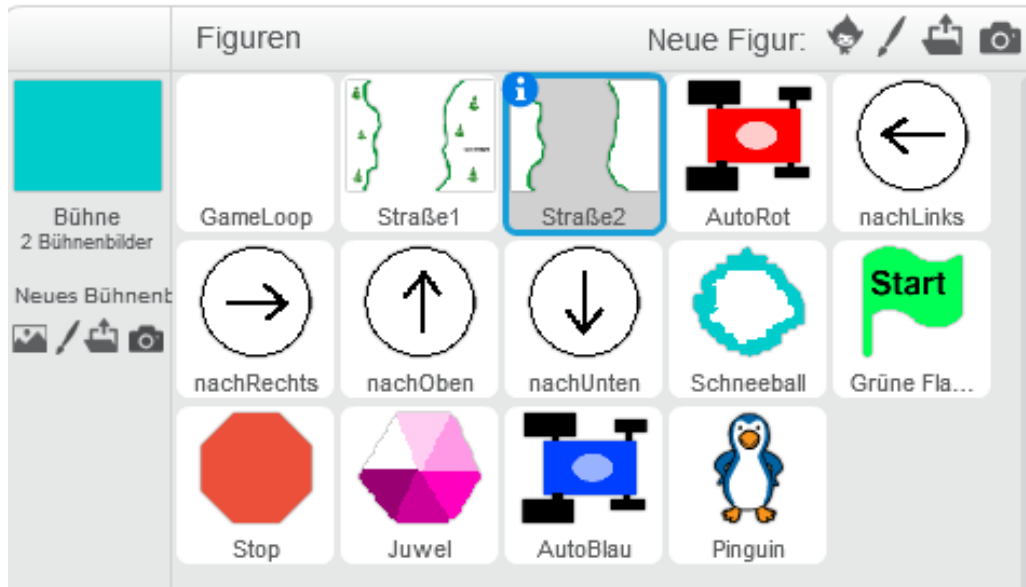 Figuren
Neue Figur:
Bühne
2 Bühnenbilder
Neues Bühnenb
GameLoop
Straße1
Straße2
AutoRot
nachLinks
nachRechts
nachOben
nachUnten
Schneeball
Start
Grüne Fla...
Stop
Juwel
AutoBlau
Pinguin